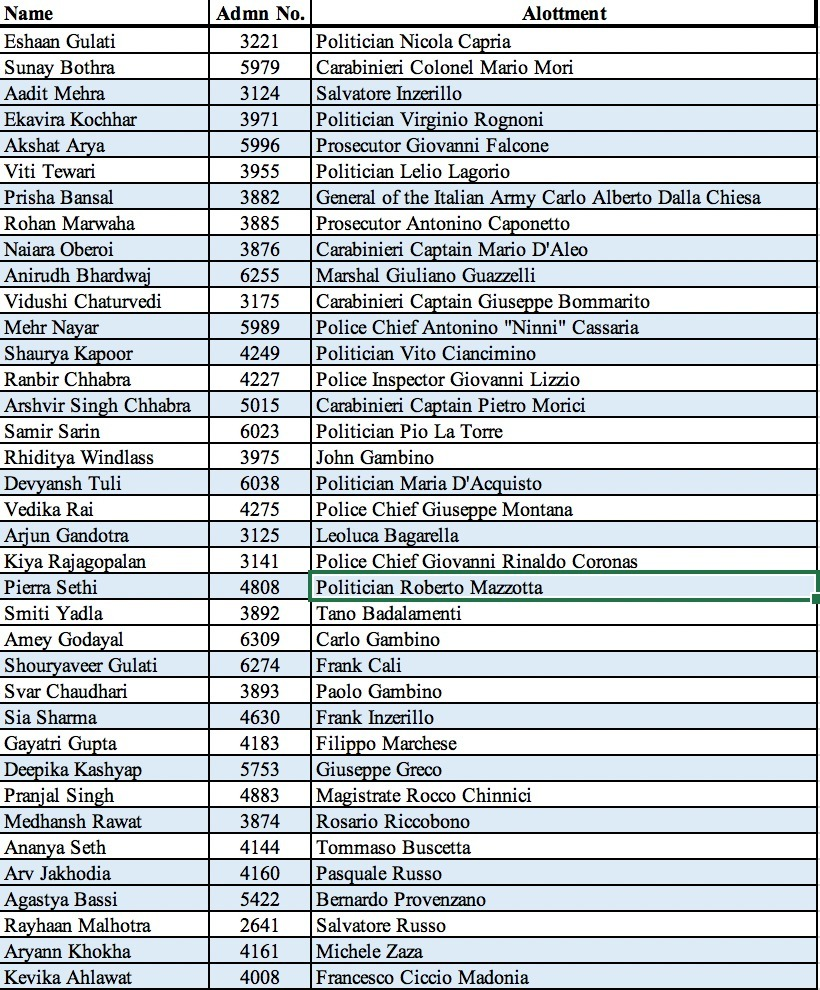 Name Admn No. Alottment
Eshaan Gulati 3221 Politician Nicola Capria
Sunay Bothra 5979 Carabinieri Colonel Mario Mori
Aadit Mehra 3124 Salvatore Inzerillo
Ekavira Kochhar 3971 Politician Virginio Rognoni
Akshat Arya 5996 Prosecutor Giovanni Falcone
Viti Tewari 3955 Politician Lelio Lagorio
Prisha Bansal 3882 General of the Italian Army Carlo Alberto Dalla Chiesa
Rohan Marwaha 3885 Prosecutor Antonino Caponetto
Naiara Oberoi 3876 Carabinieri Captain Mario D'Aleo
Anirudh Bhardwaj 6255 Marshal Giuliano Guazzelli
Vidushi Chaturvedi 3175 Carabinieri Captain Giuseppe Bommarito
Mehr Nayar 5989 Police Chief Antonino "Ninni" Cassaria
Shaurya Kapoor 4249 Politician Vito Ciancimino
Ranbir Chhabra 4227 Police Inspector Giovanni Lizzio
Arshvir Singh Chhabra 5015 Carabinieri Captain Pietro Morici
Samir Sarin 6023 Politician Pio La Torre
Rhiditya Windlass 3975 John Gambino
Devyansh Tuli 6038 Politician Maria D'Acquisto
Vedika Rai 4275 Police Chief Giuseppe Montana
Arjun Gandotra 3125 Leoluca Bagarella
Kiya Rajagopalan 3141 Police Chief Giovanni Rinaldo Coronas
Pierra Sethi 4808 Politician Roberto Mazzotta
Smiti Yadla 3892 Tano Badalamenti
Amey Godayal 6309 Carlo Gambino
Shouryaveer Gulati 6274 Frank Cali
Svar Chaudhari 3893 Paolo Gambino
Sia Sharma 4630 Frank Inzerillo
Gayatri Gupta 4183 Filippo Marchese
Deepika Kashyap 5753 Giuseppe Greco
Pranjal Singh 4883 Magistrate Rocco Chinnici
Medhansh Rawat 3874 Rosario Riccobono
Ananya Seth 4144 Tommaso Buscetta
Arv Jakhodia 4160 Pasquale Russo
Agastya Bassi 5422 Bernardo Provenzano
Rayhaan Malhotra 2641 Salvatore Russo
Aryann Khokha 4161 Michele Zaza
Kevika Ahlawat 4008 Francesco Ciccio Madonia